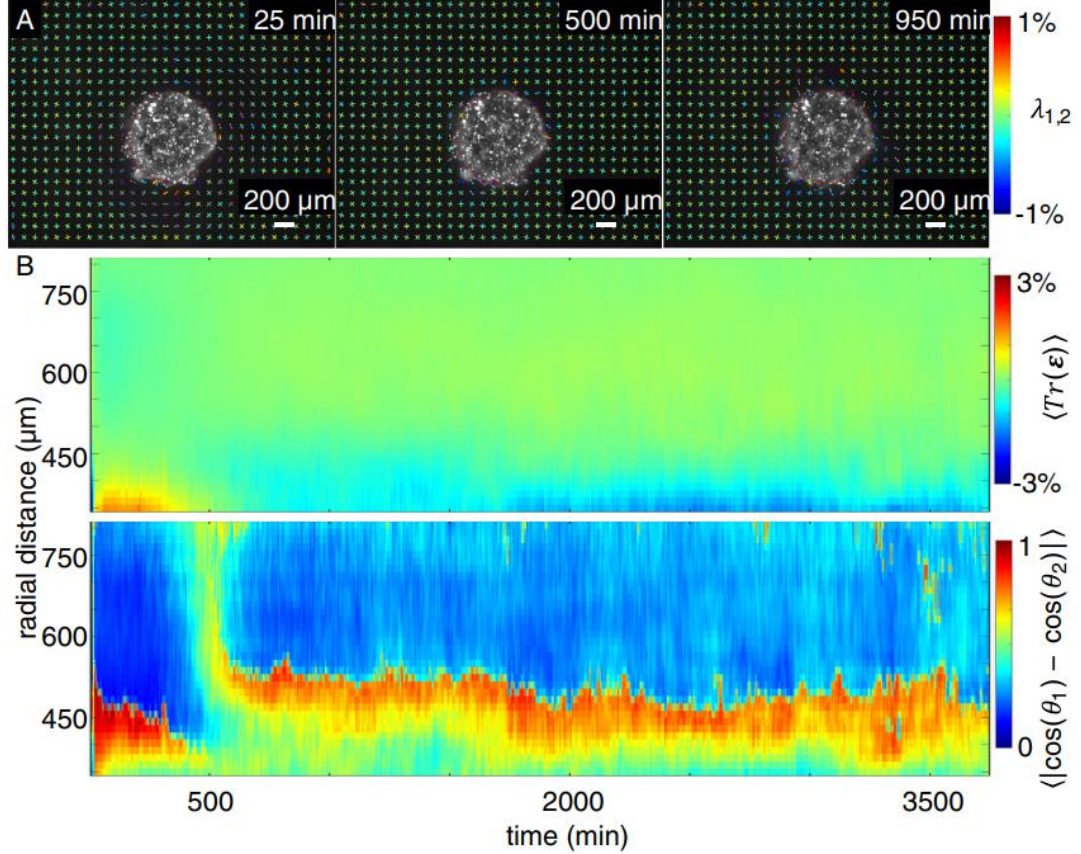 A
25 min
500 min
950 min
200 µm
200 µm
200 µm
1%
λ1,2
-1%
B
750
600
450
3%
⟨Tr(ε)⟩
-3%
radial distance (µm)
750
600
450
1
⟨|cos(θ1) − cos(θ2)|⟩
0
500
2000
3500
time (min)